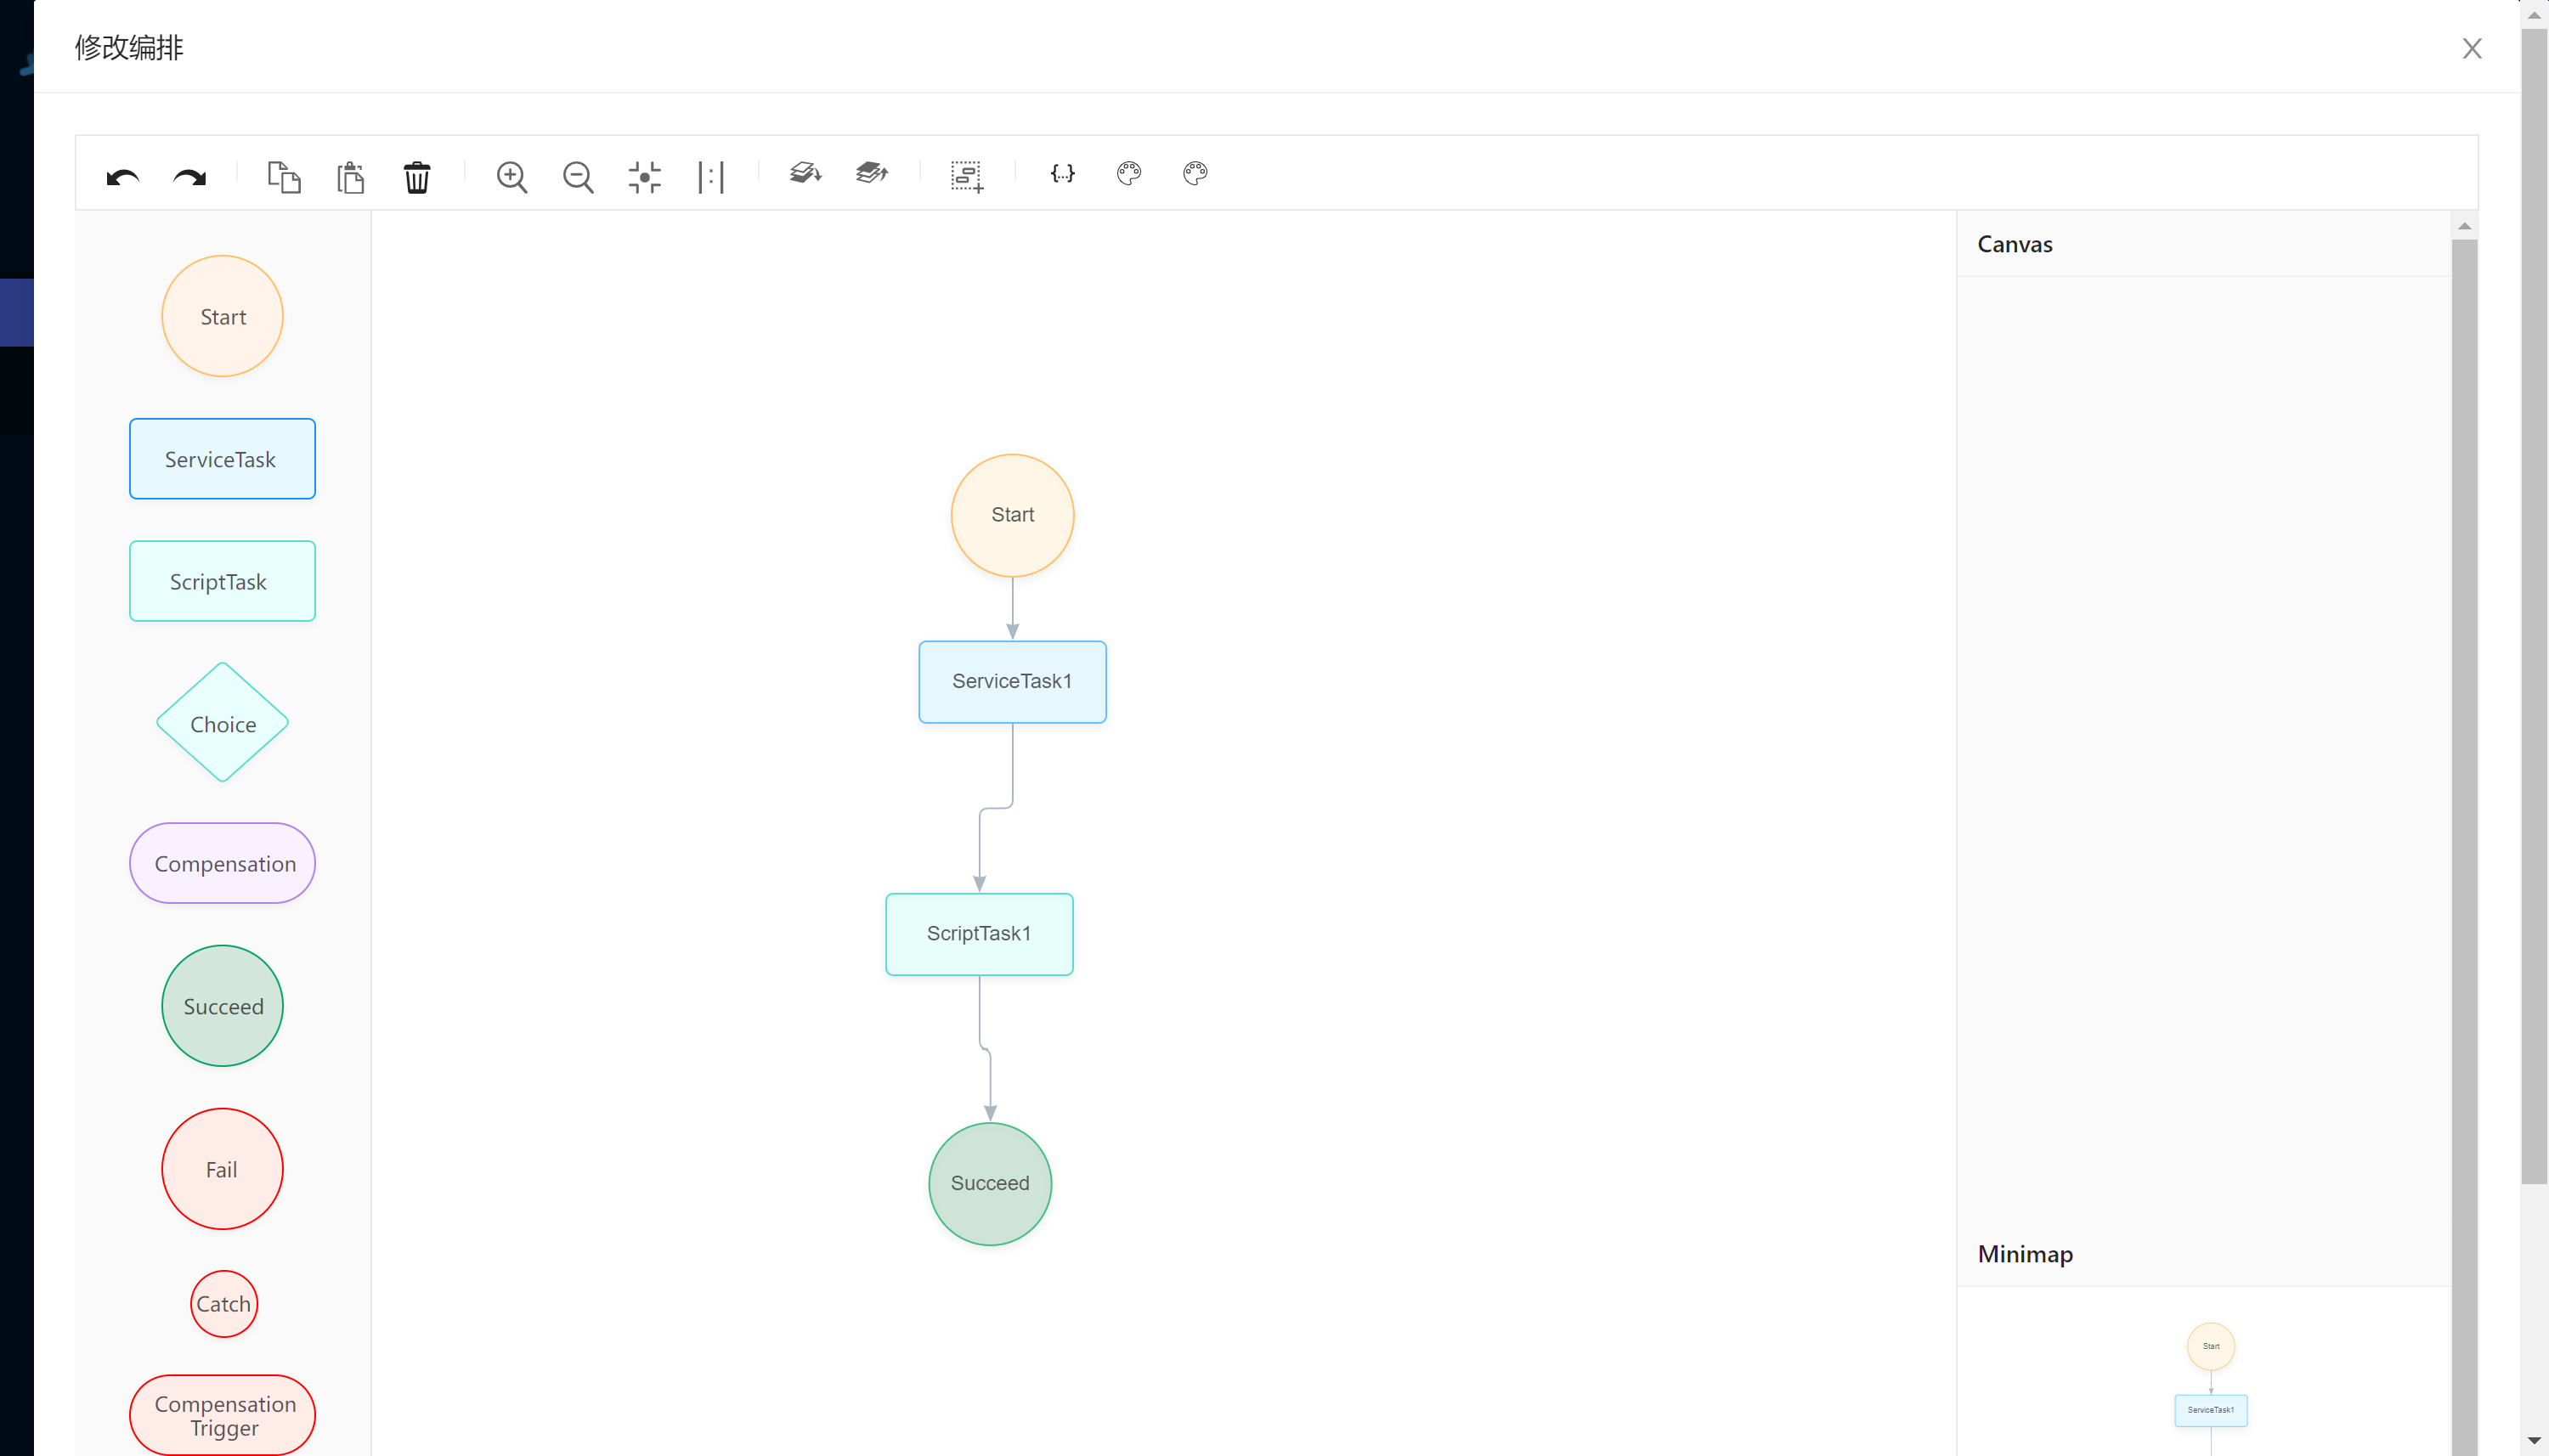 修改编排
{...}
Start
ServiceTask
ScriptTask
Choice
Compensation
Succeed
Fail
Catch
Compensation
Trigger
Start
ServiceTask1
ScriptTask1
Succeed
Canvas
Minimap
Start
ServiceTask1